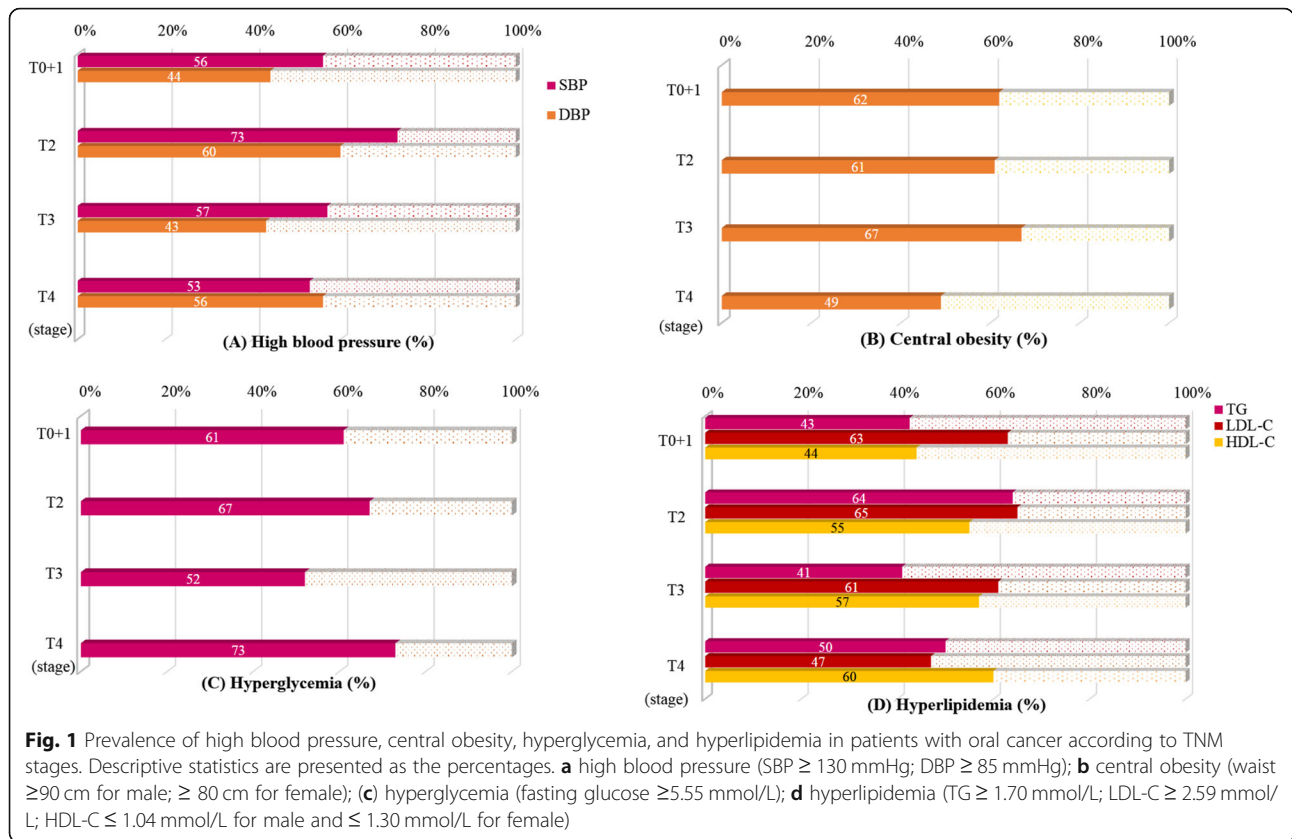 0% 20% 40% 60% 80% 100%
T0+1 56
44
T2 73
60
T3 57
43
T4 53
56
(stage)
SBP
DBP
(A) High blood pressure (%)
0% 20% 40% 60% 80% 100%
T0+1 62
T2 61
T3 67
T4 49
(stage)
(B) Central obesity (%)
0% 20% 40% 60% 80% 100%
T0+1 61
T2 67
T3 52
T4 73
(stage)
(C) Hyperglycemia (%)
0% 20% 40% 60% 80% 100%
TG
LDL-C
HDL-C
T0+1 43
63
44
T2 64
65
55
T3 41
61
57
T4 50
47
60
(stage)
(D) Hyperlipidemia (%)
Fig. 1 Prevalence of high blood pressure, central obesity, hyperglycemia, and hyperlipidemia in patients with oral cancer according to TNM
stages. Descriptive statistics are presented as the percentages. a high blood pressure (SBP ≥ 130 mmHg; DBP ≥ 85 mmHg); b central obesity (waist
≥90 cm for male; ≥ 80 cm for female); (c) hyperglycemia (fasting glucose ≥5.55 mmol/L); d hyperlipidemia (TG ≥ 1.70 mmol/L; LDL-C ≥ 2.59 mmol/
L; HDL-C ≤ 1.04 mmol/L for male and ≤ 1.30 mmol/L for female)